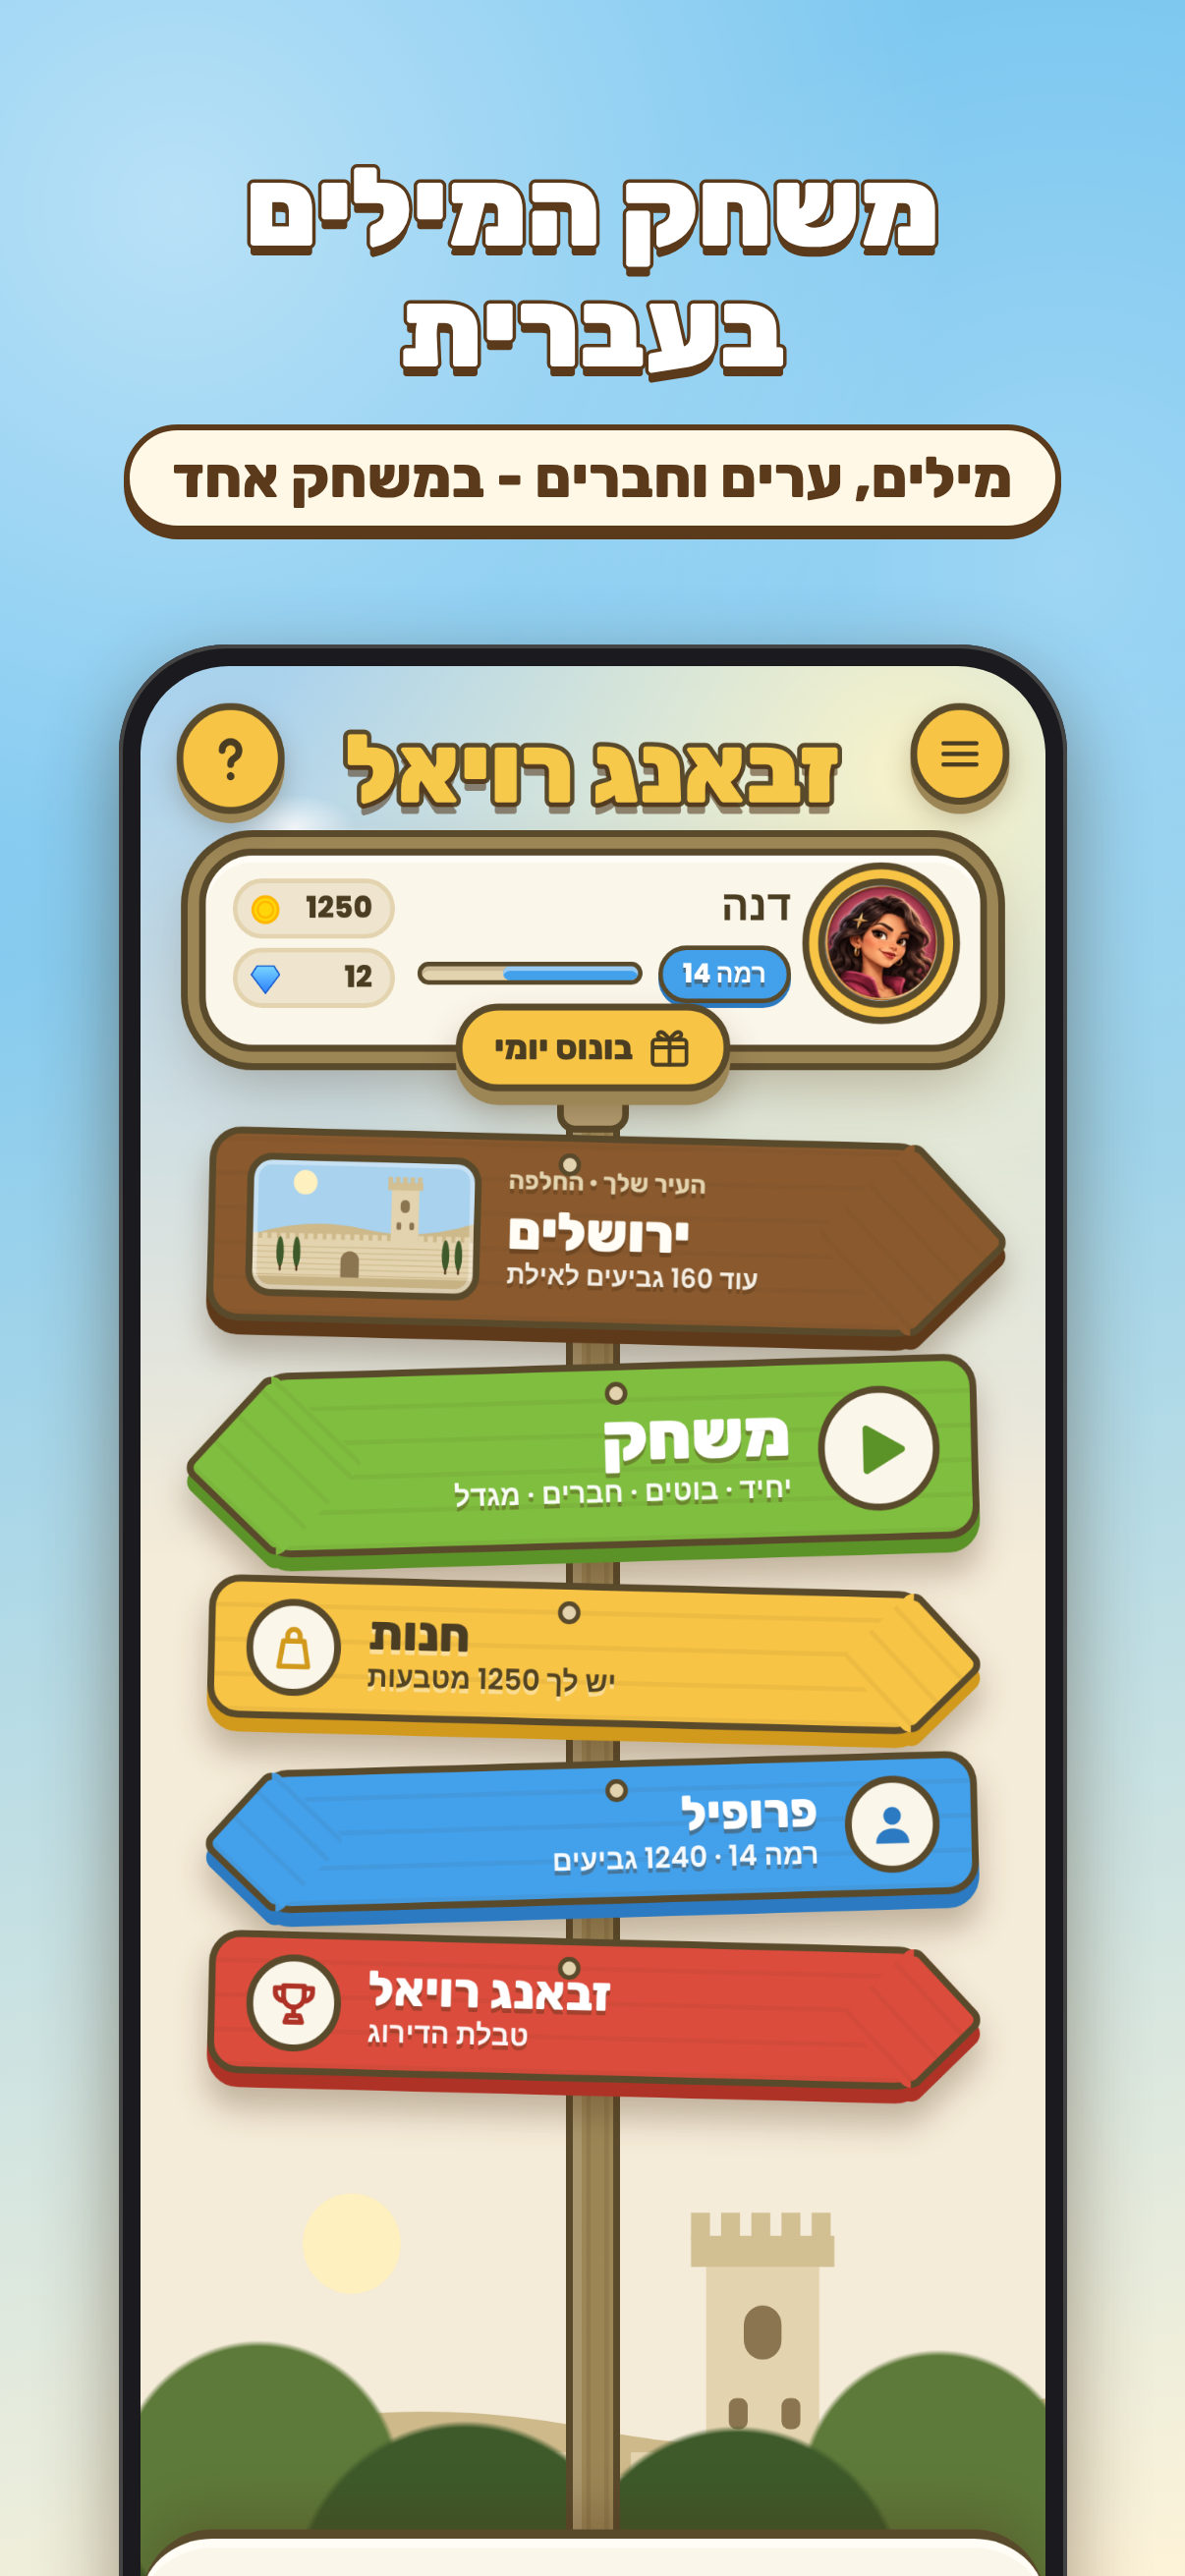 משחק המילים
בעברית
מילים, ערים וחברים - במשחק אחד
?
זבאנג רויאל
דנה
1250
רמה 14
12
בונוס יומי
העיר שלך • החלפה
ירושלים
עוד 160 גביעים לאילת
משחק
יחיד · בוטים · חברים · מגדל
חנות
יש לך 1250 מטבעות
פרופיל
רמה 14 · 1240 גביעים
זבאנג רויאל
טבלת הדירוג